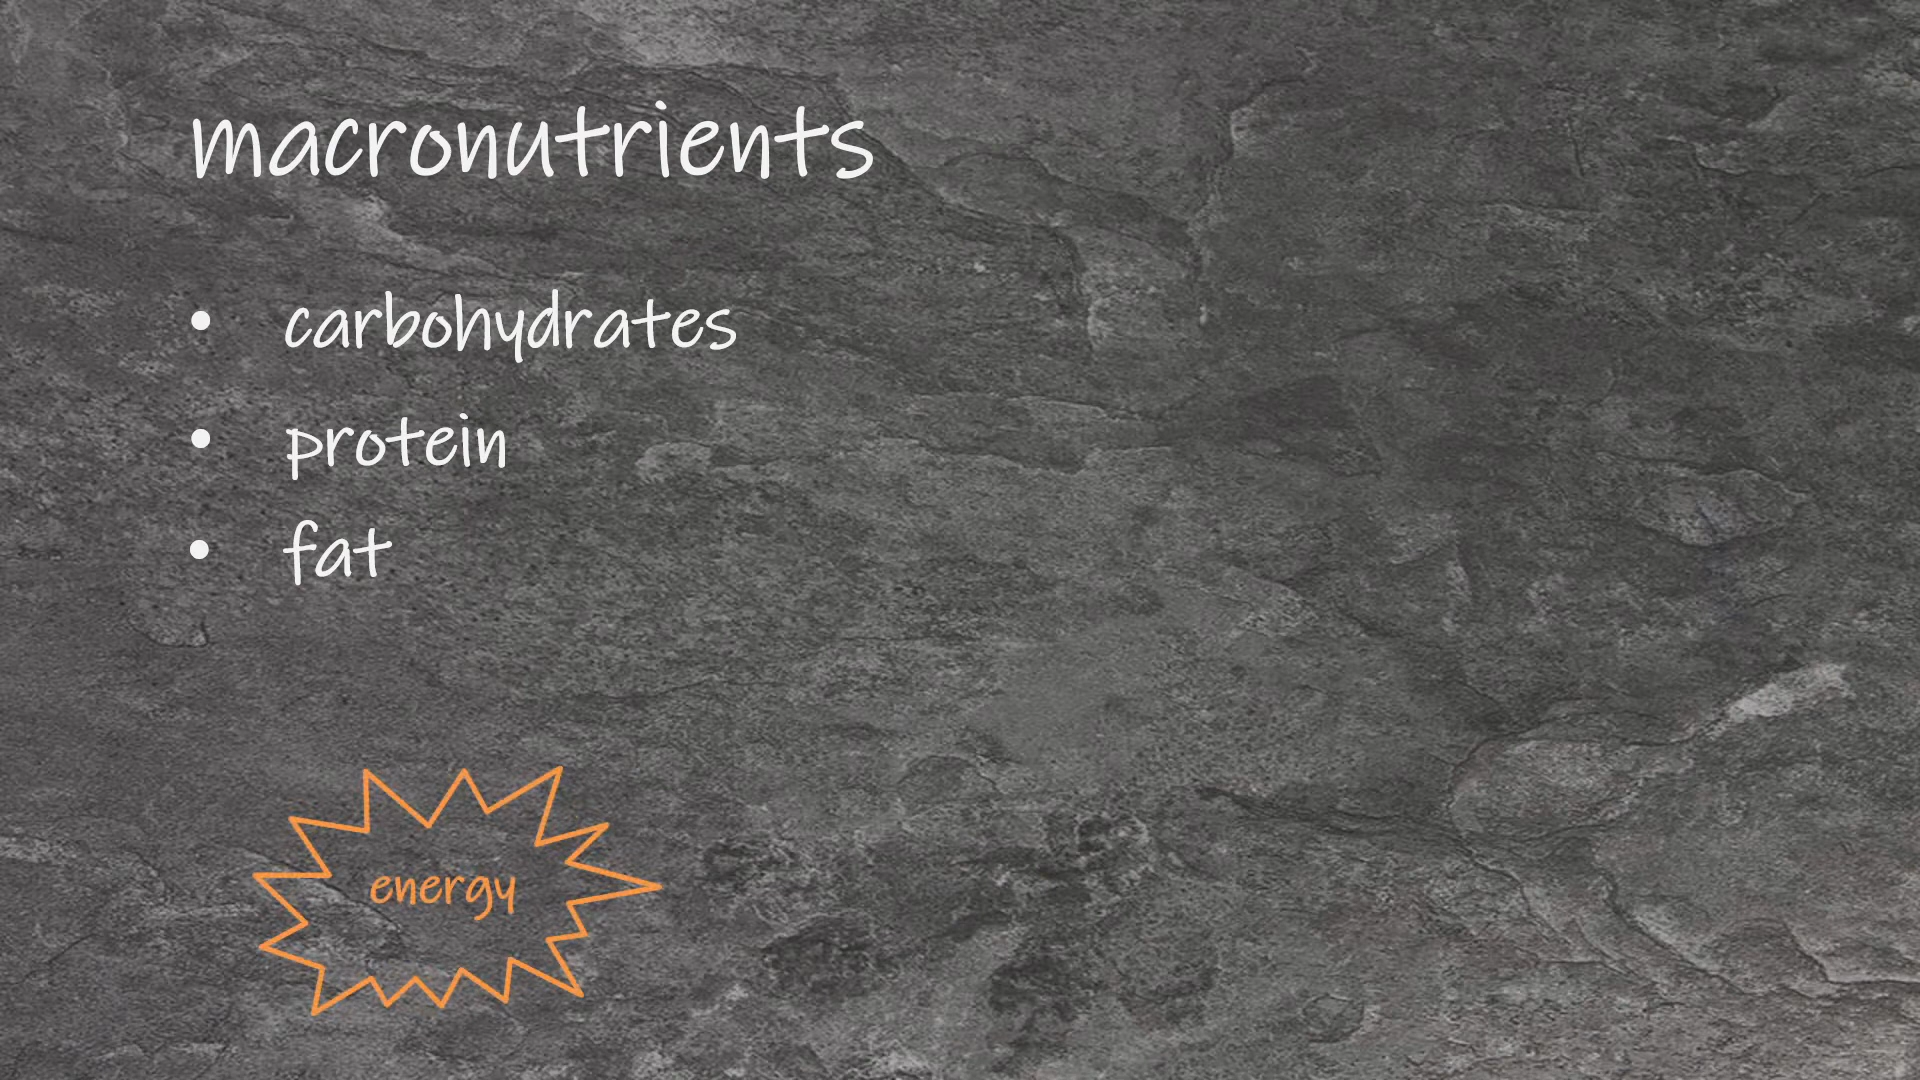 macronutrients
• carbohydrates
• protein
• fat
energy